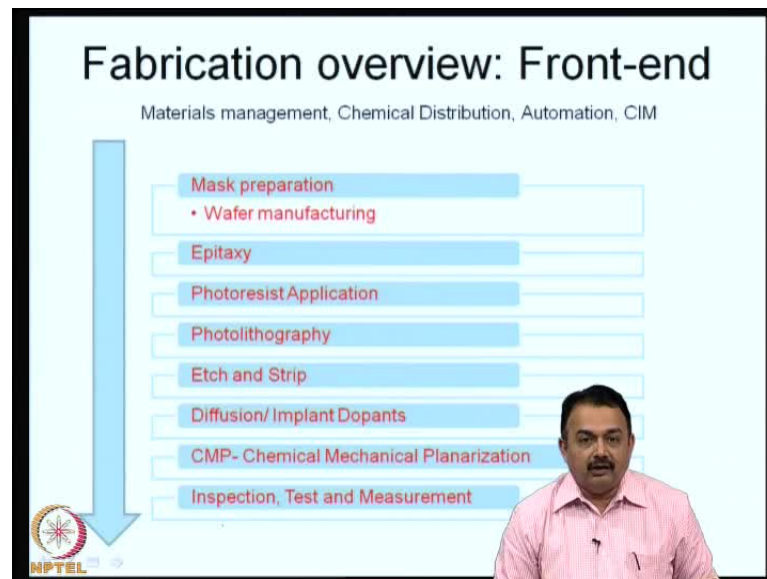 Fabrication overview: Front-end
Materials management, Chemical Distribution, Automation, CIM
Mask preparation
• Wafer manufacturing
Epitaxy
Photoresist Application
Photolithography
Etch and Strip
Diffusion/ Implant Dopants
CMP- Chemical Mechanical Planarization
Inspection, Test and Measurement
NPTEL